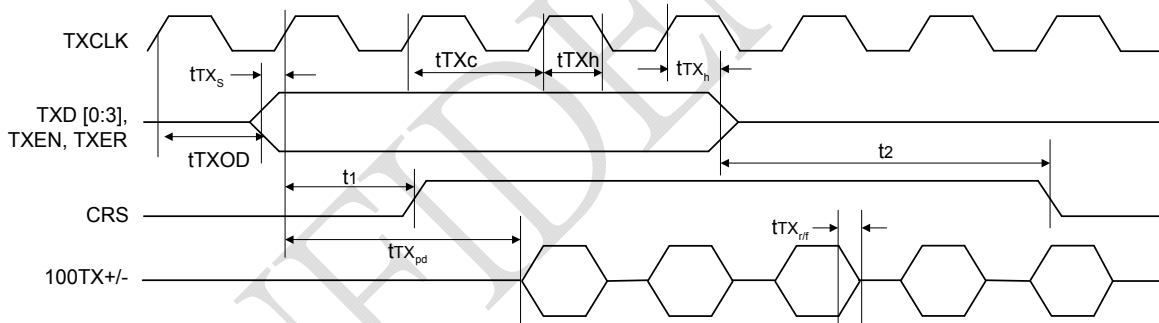 TXCLK
tTXc
tTXh
tTXh
tTXS
TXD [0:3],
TXEN, TXER
tTXOD
t1
t2
CRS
tTXpd
tTXr/f
100TX+/-